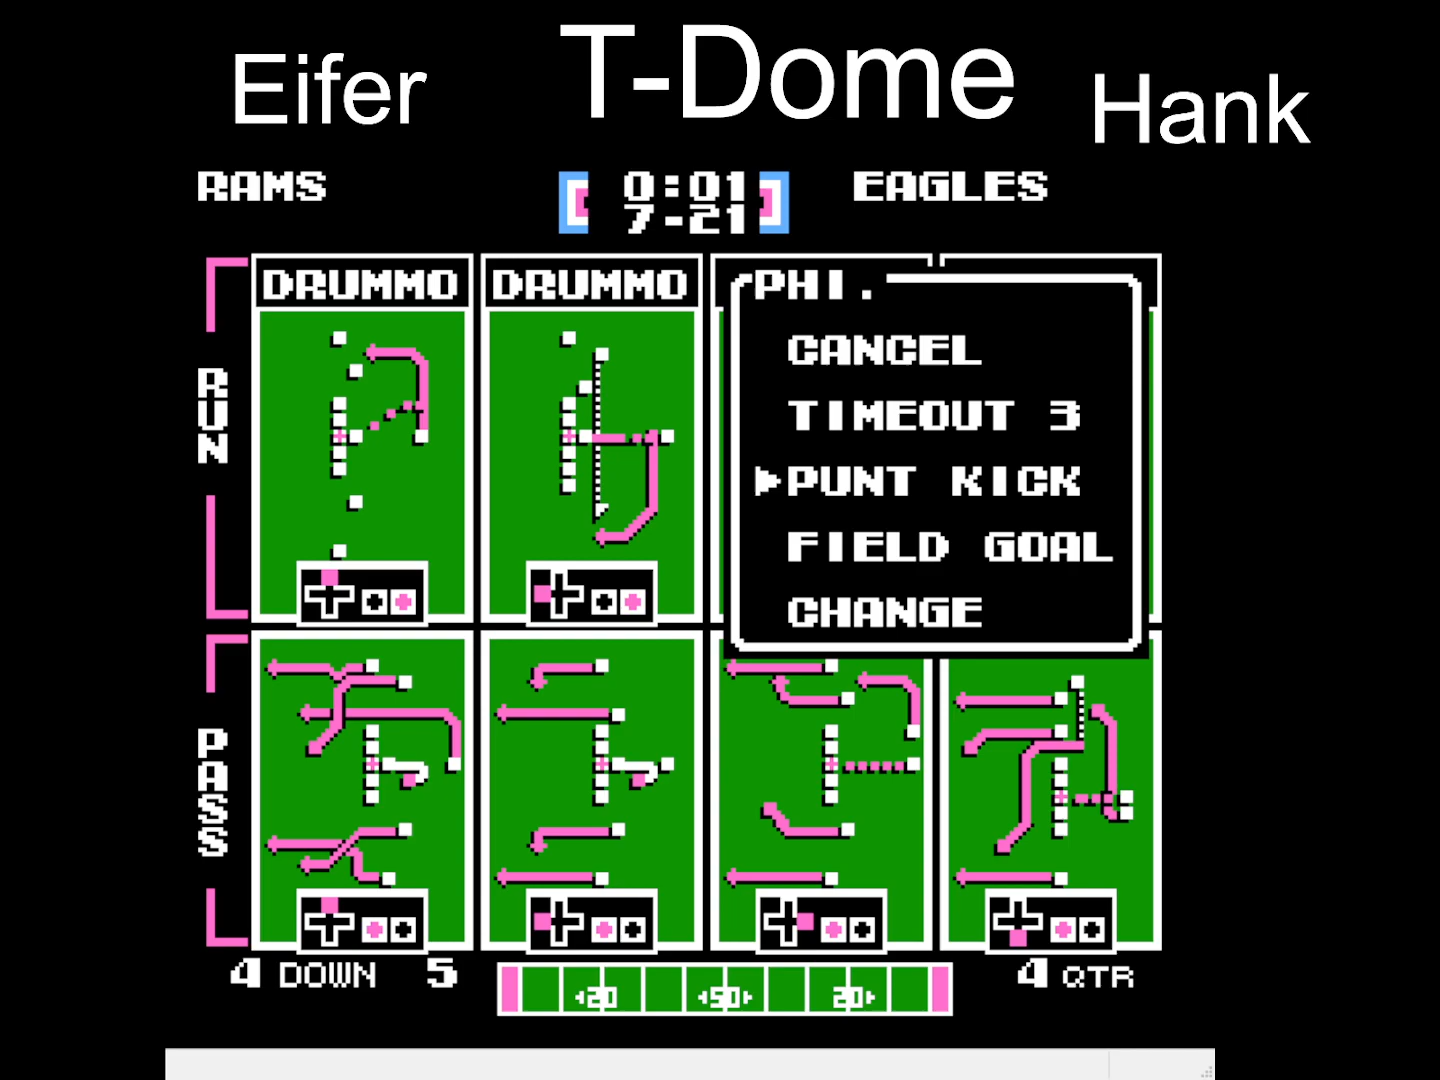 Eifer T-Dome Hank
RAMS 0:01 EAGLES
7-21
DRUMMO DRUMMO
PHI.
CANCEL
TIMEOUT 3
PUNT KICK
FIELD GOAL
CHANGE
RUN
PASS
4 DOWN 5
20 50 20
4 QTR